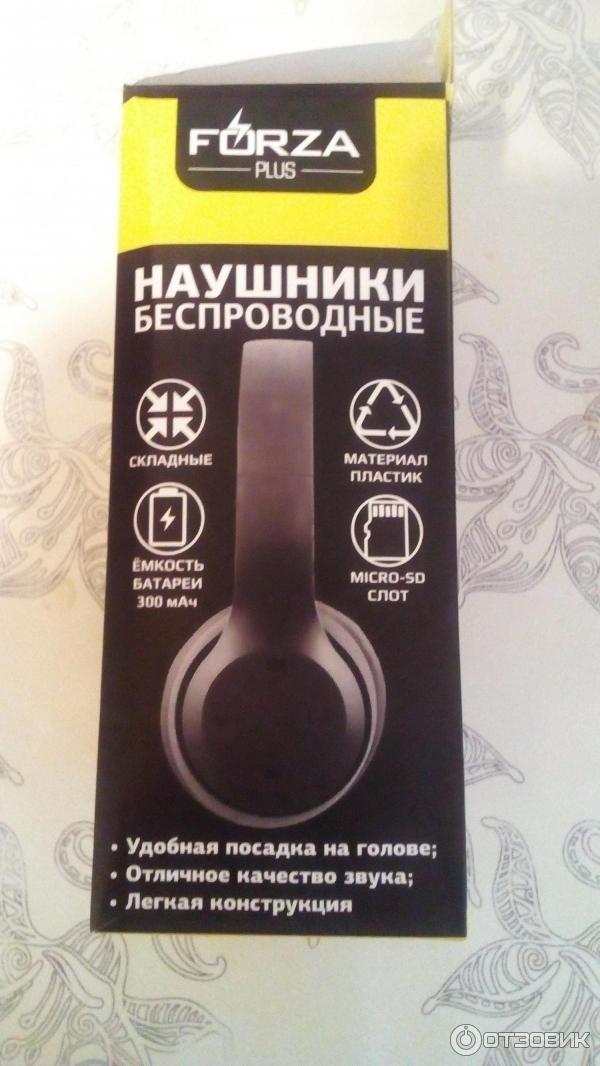 FORZA
PLUS
НАУШНИКИ
БЕСПРОВОДНЫЕ
СКЛАДНЫЕ
МАТЕРИАЛ
ПЛАСТИК
ЁМКОСТЬ
БАТАРЕИ
300 мАч
MICRO-SD
СЛОТ
• Удобная посадка на голове;
• Отличное качество звука;
• Легкая конструкция
ОТЗОВИК